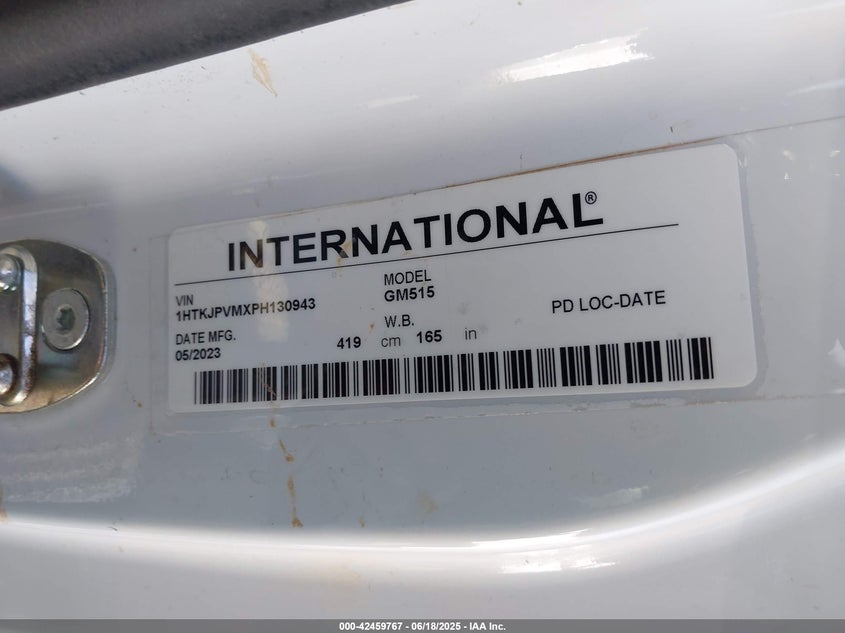 INTERNATIONAL®
VIN
1HTKJPVMXPH130943
MODEL
GM515
DATE MFG.
05/2023
W.B.
419 cm 165 in
PD LOC-DATE
000-42459767 - 06/18/2025 - IAA Inc.